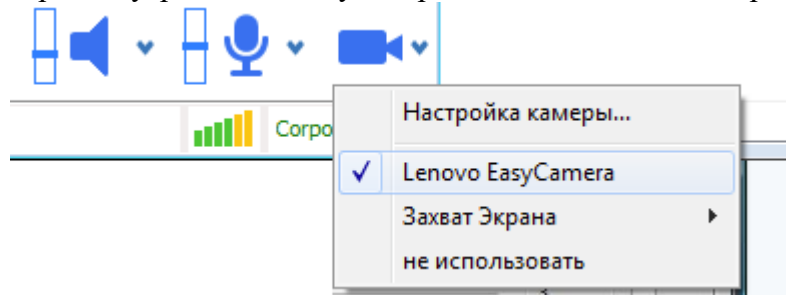 Corpo
Настройка камеры...
Lenovo EasyCamera
Захват Экрана
не использовать